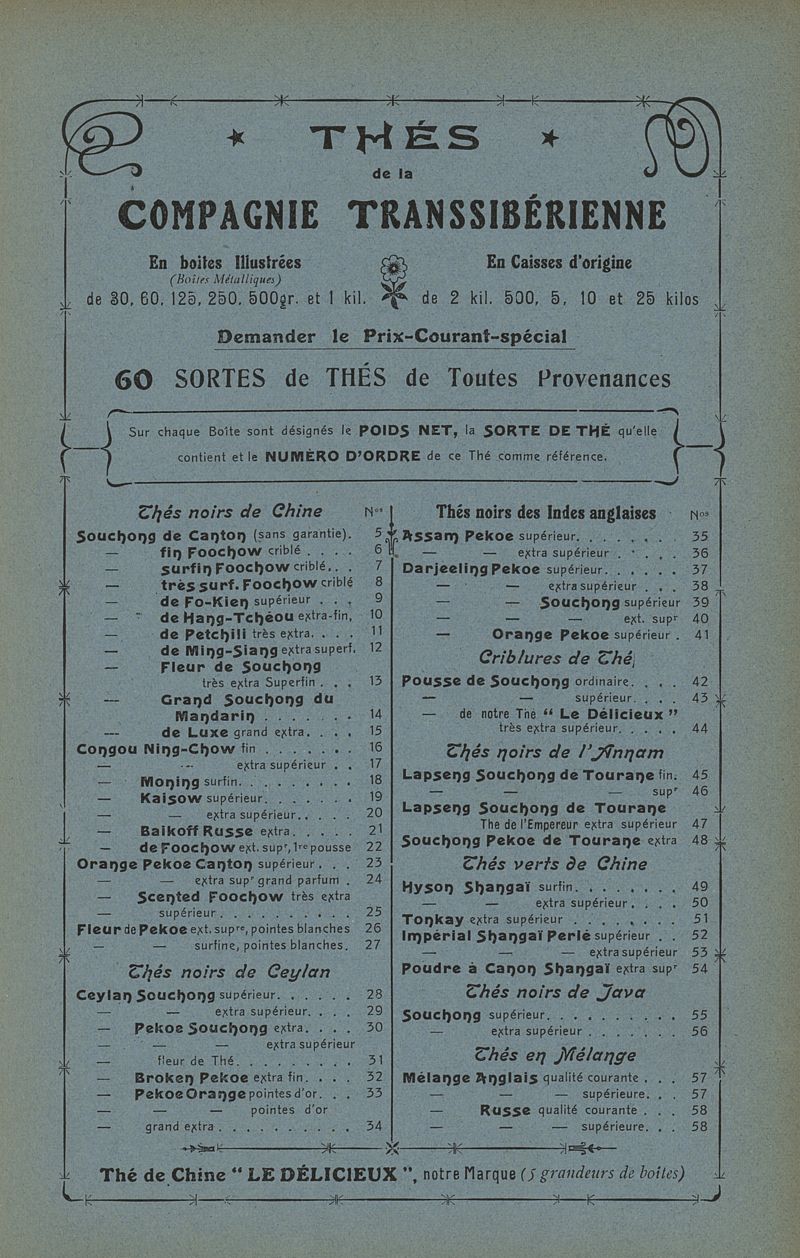 THÉS
de la
COMPAGNIE TRANSSIBÉRIENNE
En boites Illustrées
(Boîtes Métalliques)
de 30, 60, 125, 250, 500gr. et 1 kil.
En Caisses d'origine
de 2 kil. 500, 5, 10 et 25 kilos
Demander le Prix-Courant-spécial
60 SORTES de THÉS de Toutes Provenances
Sur chaque Boîte sont désignés le POIDS NET, la SORTE DE THÉ qu'elle
contient et le NUMÉRO D'ORDRE de ce Thé comme référence.
Thés noirs de Chine Nos
Souchong de Canton (sans garantie). 5
— fin Foochow criblé . . . . 6
— surfin Foochow criblé. . . 7
— très surf. Foochow criblé 8
— de Fo-Kien supérieur . . . 9
— de Hang-Tchéou extra-fin, 10
— de Petchili très extra. . . . 11
— de Ming-Siang extra superf. 12
— Fleur de Souchong
très extra Superfin . . . 13
— Grand Souchong du
Mandarin . . . . . . . 14
— de Luxe grand extra. . . . 15
Congou Ning-Chow fin . . . . . . . 16
— — extra supérieur . . 17
— Moning surfin. . . . . . . . . 18
— Kaisow supérieur. . . . . . . 19
— — extra supérieur. . . . . 20
— Baikoff Russe extra. . . . . 21
— de Foochow ext. supr, 1re pousse 22
Orange Pekoe Canton supérieur . . . 23
— — extra supr grand parfum . 24
— Scented Foochow très extra
— supérieur . . . . . . . . . . 25
Fleur de Pekoe ext. supre, pointes blanches 26
— — surfine, pointes blanches. 27
Thés noirs de Ceylan
Ceylan Souchong supérieur. . . . . . 28
— — extra supérieur. . . . 29
— Pekoe Souchong extra. . . . 30
— — — extra supérieur
— fleur de Thé. . . . . . . . . 31
— Broken Pekoe extra fin. . . . 32
— Pekoe Orange pointes d'or. . . 33
— — — pointes d'or
— grand extra . . . . . . . . . . 34
Thés noirs des Indes anglaises Nos
Assam Pekoe supérieur. . . . . . . 35
— — extra supérieur . . . . . 36
Darjeeling Pekoe supérieur. . . . . . 37
— — extra supérieur . . . 38
— — Souchong supérieur 39
— — — ext. supr 40
— Orange Pekoe supérieur . 41
Criblures de Thé
Pousse de Souchong ordinaire. . . . 42
— — supérieur. . . . 43
— de notre Thé “ Le Délicieux ”
très extra supérieur. . . . . 44
Thés noirs de l'Annam
Lapseng Souchong de Tourane fin. 45
— — — supr 46
Lapseng Souchong de Tourane
The de l'Empereur extra supérieur 47
Souchong Pekoe de Tourane extra 48
Thés verts de Chine
Hyson Shangaï surfin. . . . . . . . 49
— — extra supérieur. . . . 50
Tonkay extra supérieur . . . . . . . . 51
Impérial Shangaï Perlé supérieur . . 52
— — — extra supérieur 53
Poudre à Canon Shangaï extra supr 54
Thés noirs de Java
Souchong supérieur. . . . . . . . . . 55
— extra supérieur . . . . . . . 56
Thés en Mélange
Mélange Anglais qualité courante . . . 57
— — — supérieure. . . 57
— Russe qualité courante . . . 58
— — — supérieure. . . 58
Thé de Chine “ LE DÉLICIEUX ”, notre Marque (5 grandeurs de boîtes)